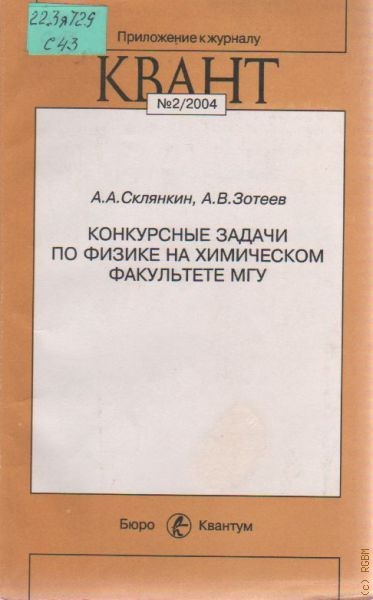 22.3я729
С43
Приложение к журналу
КВАНТ
№2/2004
А.А.Склянкин, А.В.Зотеев
КОНКУРСНЫЕ ЗАДАЧИ
ПО ФИЗИКЕ НА ХИМИЧЕСКОМ
ФАКУЛЬТЕТЕ МГУ
Бюро Квантум
(c) RGBM